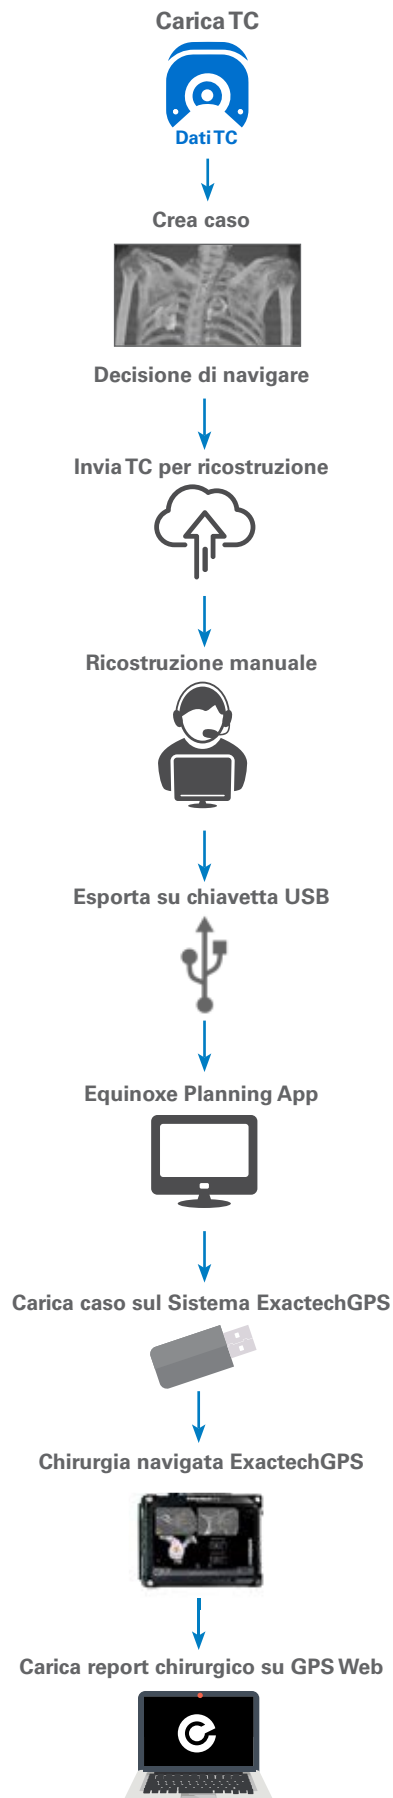 Carica TC
Dati TC
Crea caso
Decisione di navigare
Invia TC per ricostruzione
Ricostruzione manuale
Esporta su chiavetta USB
Equinoxe Planning App
Carica caso sul Sistema ExactechGPS
Chirurgia navigata ExactechGPS
Carica report chirurgico su GPS Web